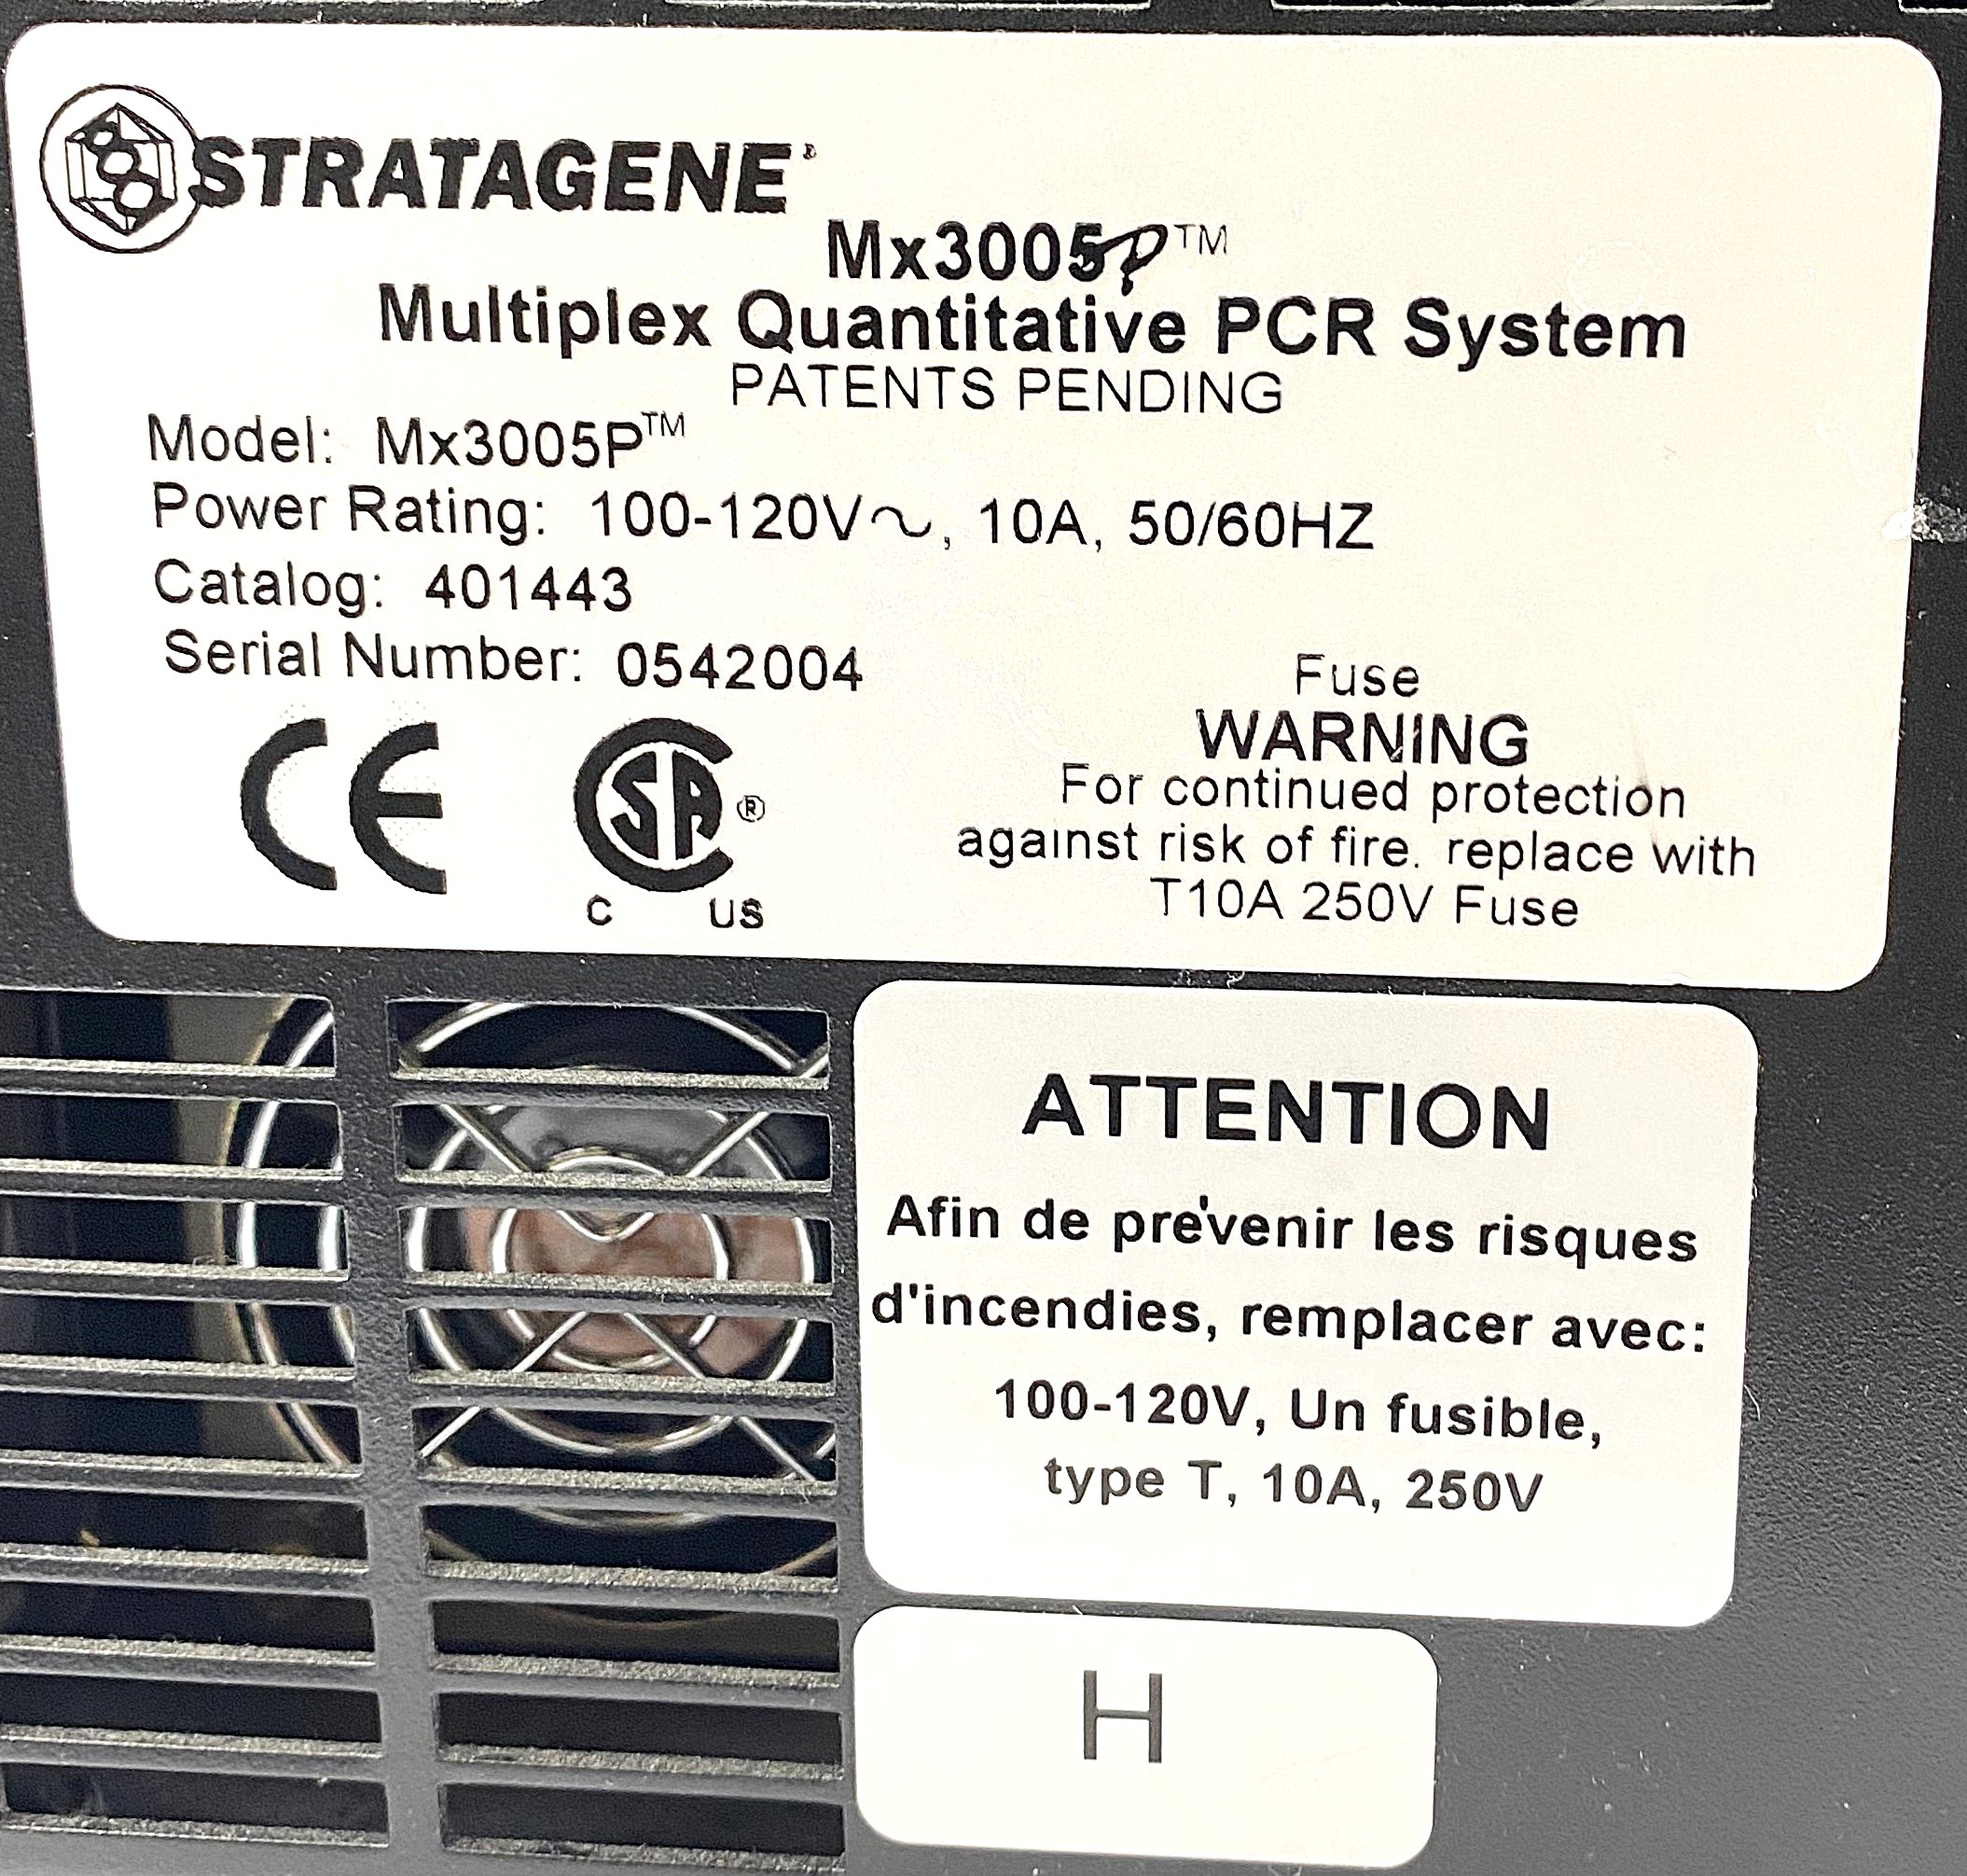 STRATAGENE®
Mx3005P™
Multiplex Quantitative PCR System
PATENTS PENDING
Model: Mx3005P™
Power Rating: 100-120V∿, 10A, 50/60HZ
Catalog: 401443
Serial Number: 0542004
CE
SA ®
C US
Fuse
WARNING
For continued protection
against risk of fire. replace with
T10A 250V Fuse
ATTENTION
Afin de prévenir les risques
d'incendies, remplacer avec:
100-120V, Un fusible,
type T, 10A, 250V
H